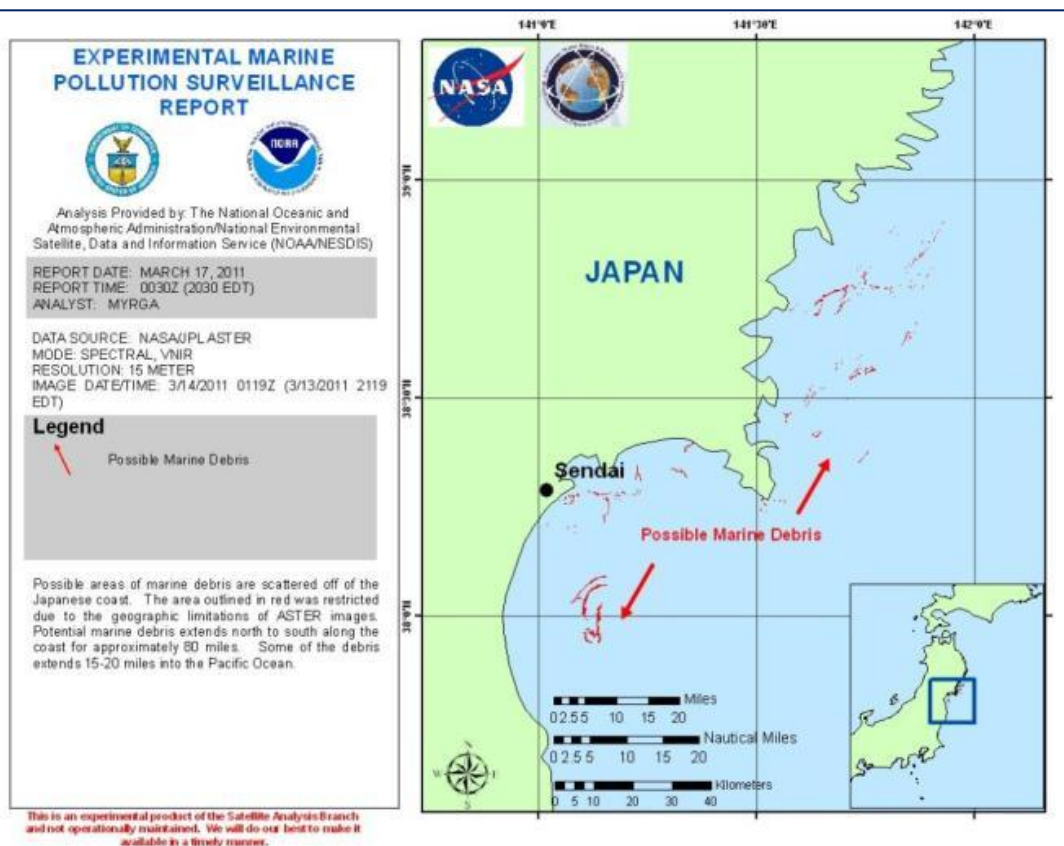 EXPERIMENTAL MARINE
POLLUTION SURVEILLANCE
REPORT
NOAA
Analysis Provided by: The National Oceanic and
Atmospheric Administration/National Environmental
Satellite, Data and Information Service (NOAA/NESDIS)
REPORT DATE: MARCH 17, 2011
REPORT TIME: 0030Z (2030 EDT)
ANALYST: MYRGA
DATA SOURCE: NASA/JPL ASTER
MODE: SPECTRAL, VNIR
RESOLUTION: 15 METER
IMAGE DATE/TIME: 3/14/2011 0119Z (3/13/2011 2119
EDT)
Legend
Possible Marine Debris
Possible areas of marine debris are scattered off of the
Japanese coast. The area outlined in red was restricted
due to the geographic limitations of ASTER images.
Potential marine debris extends north to south along the
coast for approximately 80 miles. Some of the debris
extends 15-20 miles into the Pacific Ocean.
This is an experimental product of the Satellite Analysis Branch
and not operationally maintained. We will do our best to make it
available in a timely manner.
141°0'E 141°30'E 142°0'E
NASA
39°0'N
JAPAN
38°30'N
Sendai
Possible Marine Debris
38°0'N
Miles
0 2.5 5 10 15 20
Nautical Miles
0 2.5 5 10 15 20
Kilometers
0 5 10 20 30 40
N
W E
S